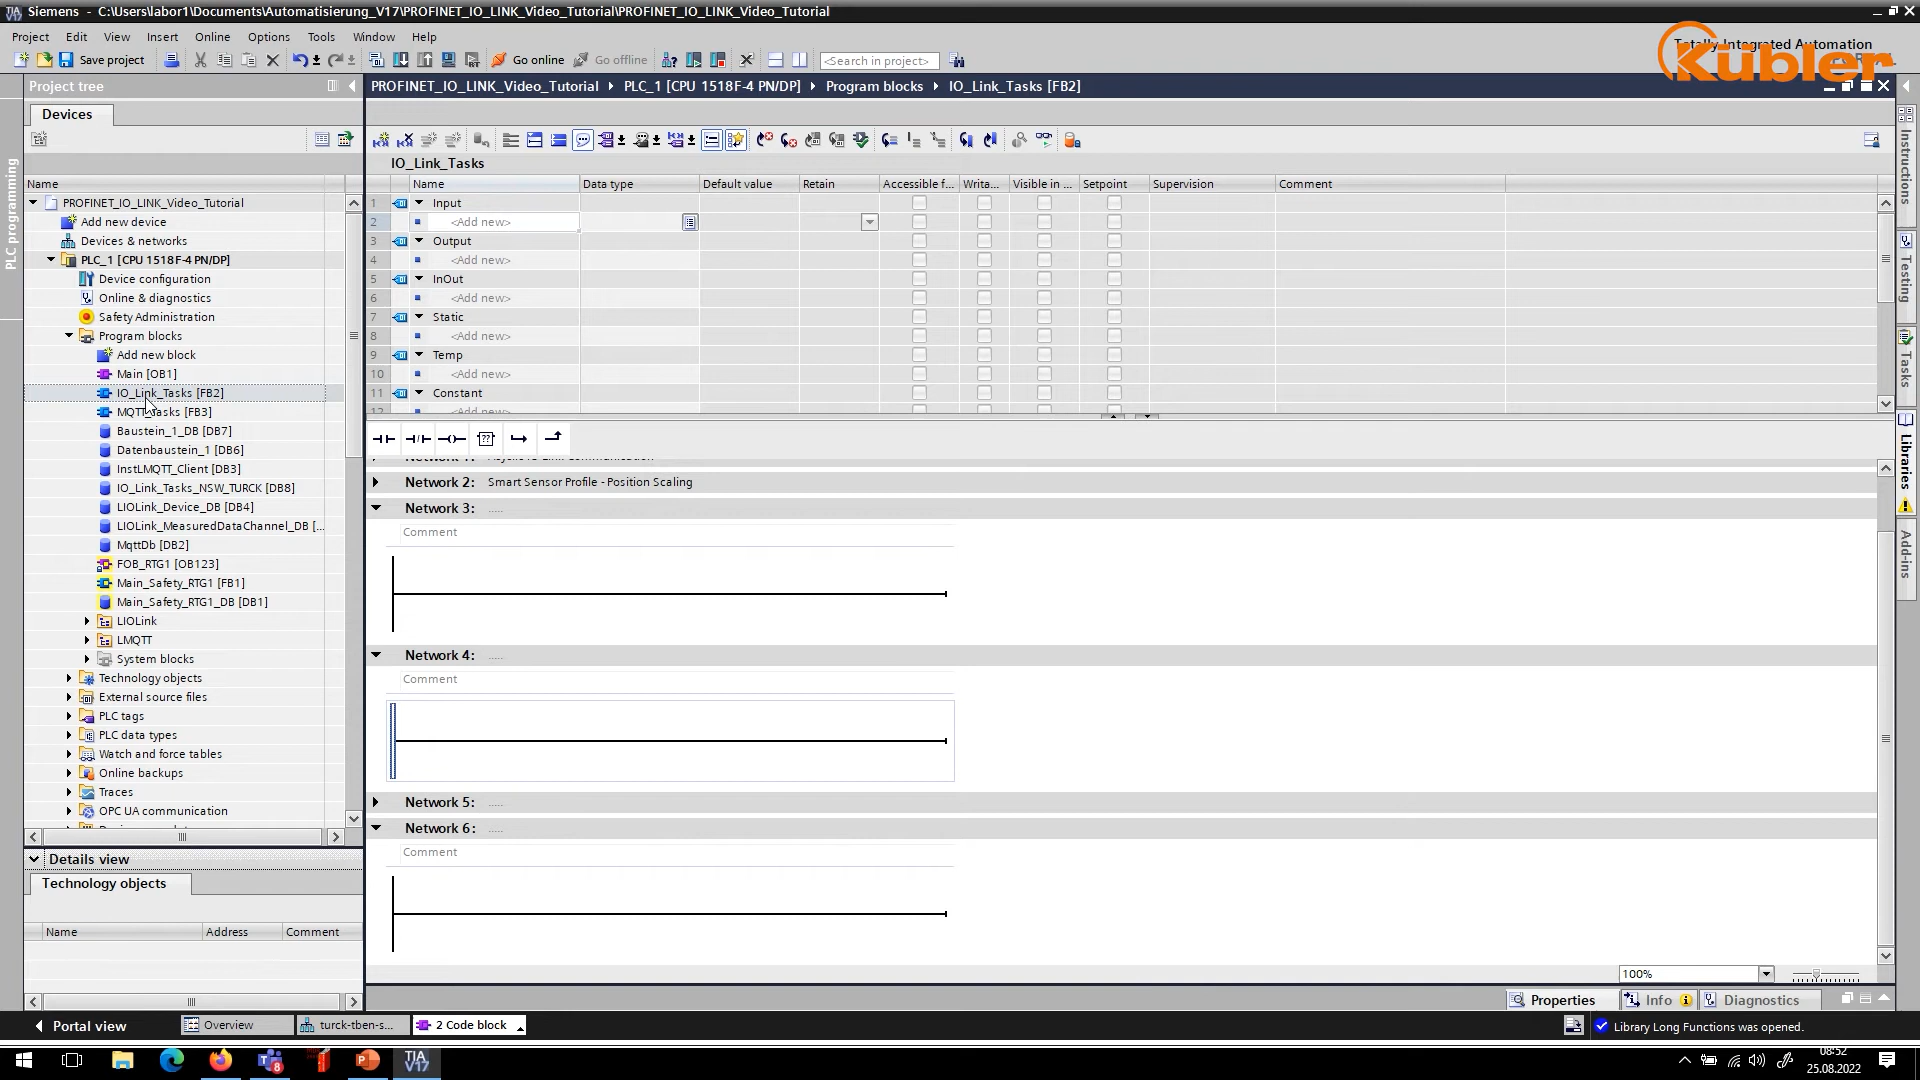 Siemens - C:\Users\labor1\Documents\Automatisierung_V17\PROFINET_IO_LINK_Video_Tutorial\PROFINET_IO_LINK_Video_Tutorial
Project Edit View Insert Online Options Tools Window Help
Totally Integrated Automation
Kübler
Save project
Go online
Go offline
<Search in project>
Project tree
PROFINET_IO_LINK_Video_Tutorial PLC_1 [CPU 1518F-4 PN/DP] Program blocks IO_Link_Tasks [FB2]
Devices
PLC programming
Name
PROFINET_IO_LINK_Video_Tutorial
Add new device
Devices & networks
PLC_1 [CPU 1518F-4 PN/DP]
Device configuration
Online & diagnostics
Safety Administration
Program blocks
Add new block
Main [OB1]
IO_Link_Tasks [FB2]
MQTT_Tasks [FB3]
Baustein_1_DB [DB7]
Datenbaustein_1 [DB6]
InstLMQTT_Client [DB3]
IO_Link_Tasks_NSW_TURCK [DB8]
LIOLink_Device_DB [DB4]
LIOLink_MeasuredDataChannel_DB [...
MqttDb [DB2]
FOB_RTG1 [OB123]
Main_Safety_RTG1 [FB1]
Main_Safety_RTG1_DB [DB1]
LIOLink
LMQTT
System blocks
Technology objects
External source files
PLC tags
PLC data types
Watch and force tables
Online backups
Traces
OPC UA communication
Details view
Technology objects
Name Address Comment
IO_Link_Tasks
Name Data type Default value Retain Accessible f... Writa... Visible in ... Setpoint Supervision Comment
1 Input
2 <Add new>
3 Output
4 <Add new>
5 InOut
6 <Add new>
7 Static
8 <Add new>
9 Temp
10 <Add new>
11 Constant
12 <Add new>
??
Network 2: Smart Sensor Profile - Position Scaling
Network 3: .....
Comment
Network 4: .....
Comment
Network 5: .....
Network 6: .....
Comment
100%
Properties Info Diagnostics
Instructions
Testing
Tasks
Libraries
Add-ins
Portal view Overview turck-tben-s... 2 Code block
Library Long Functions was opened.
TIA
V17
08:52
25.08.2022